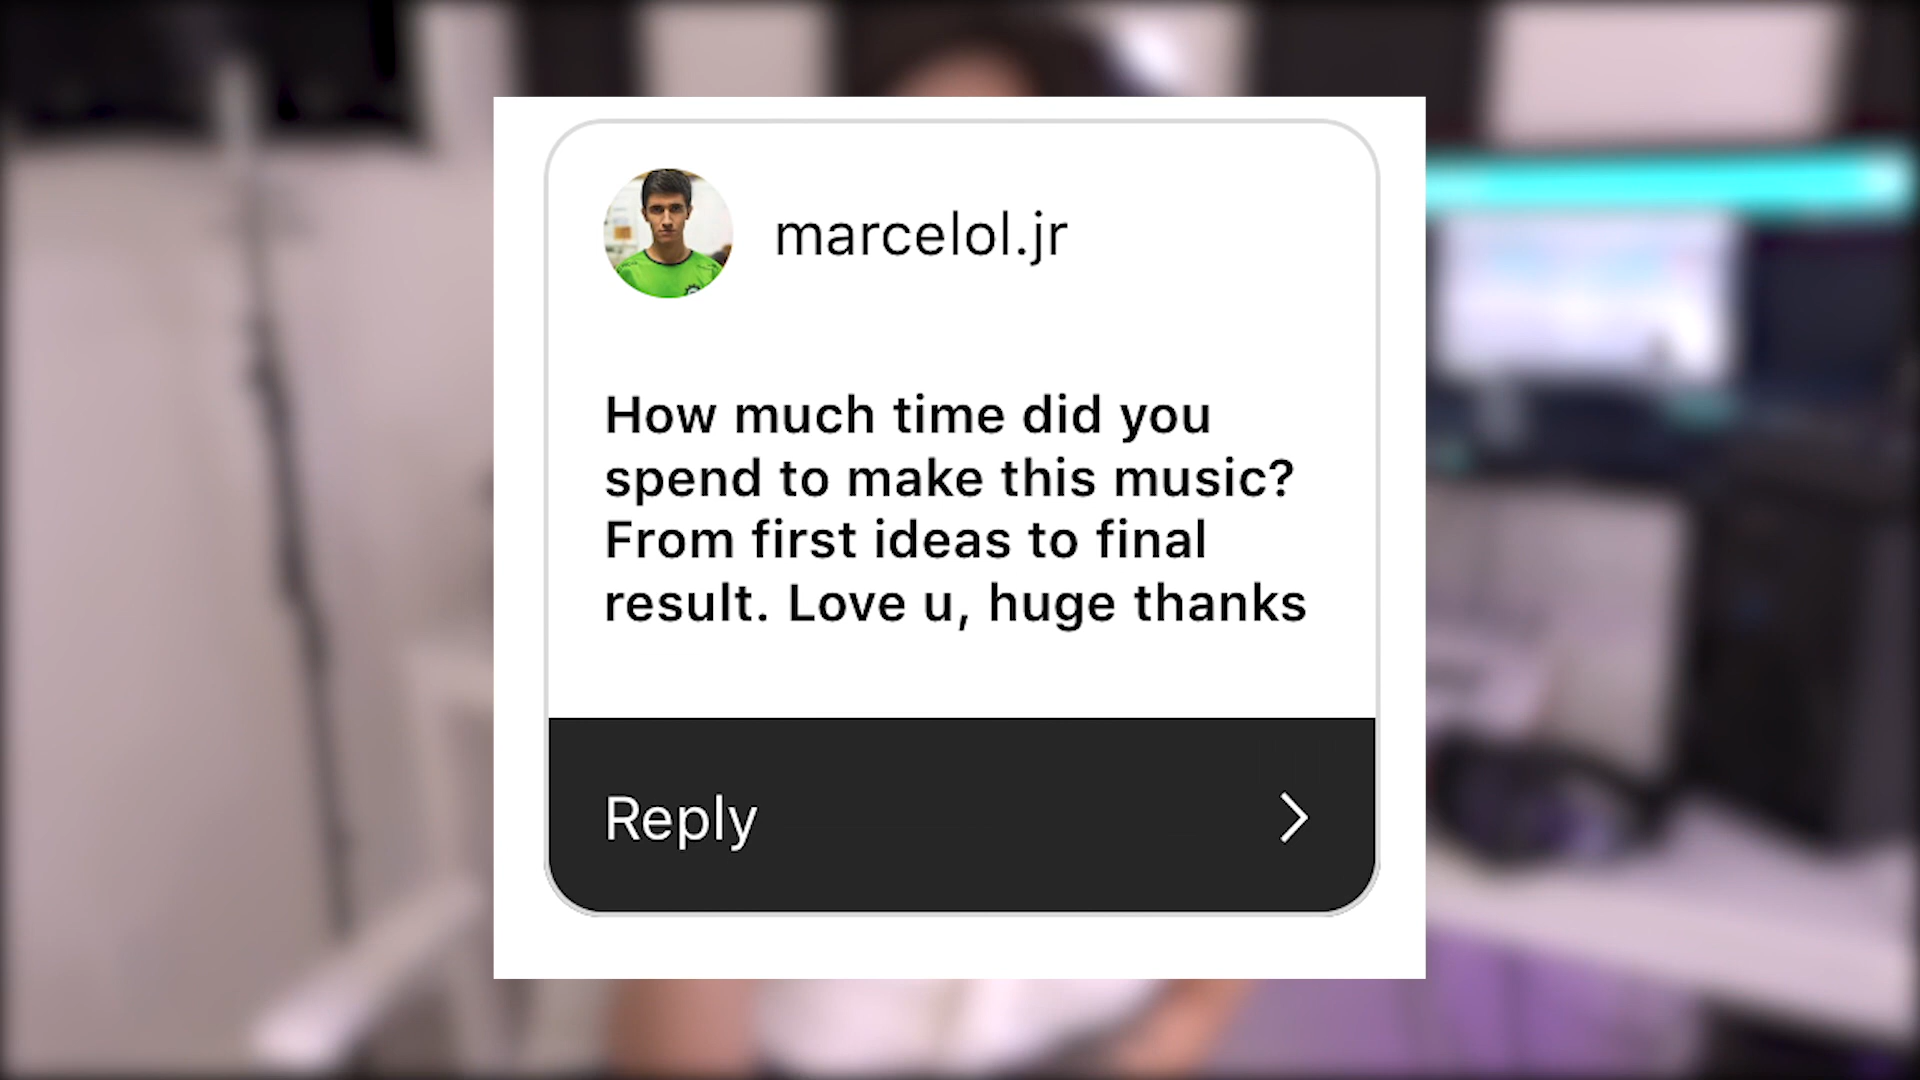 marcelol.jr
How much time did you
spend to make this music?
From first ideas to final
result. Love u, huge thanks
Reply